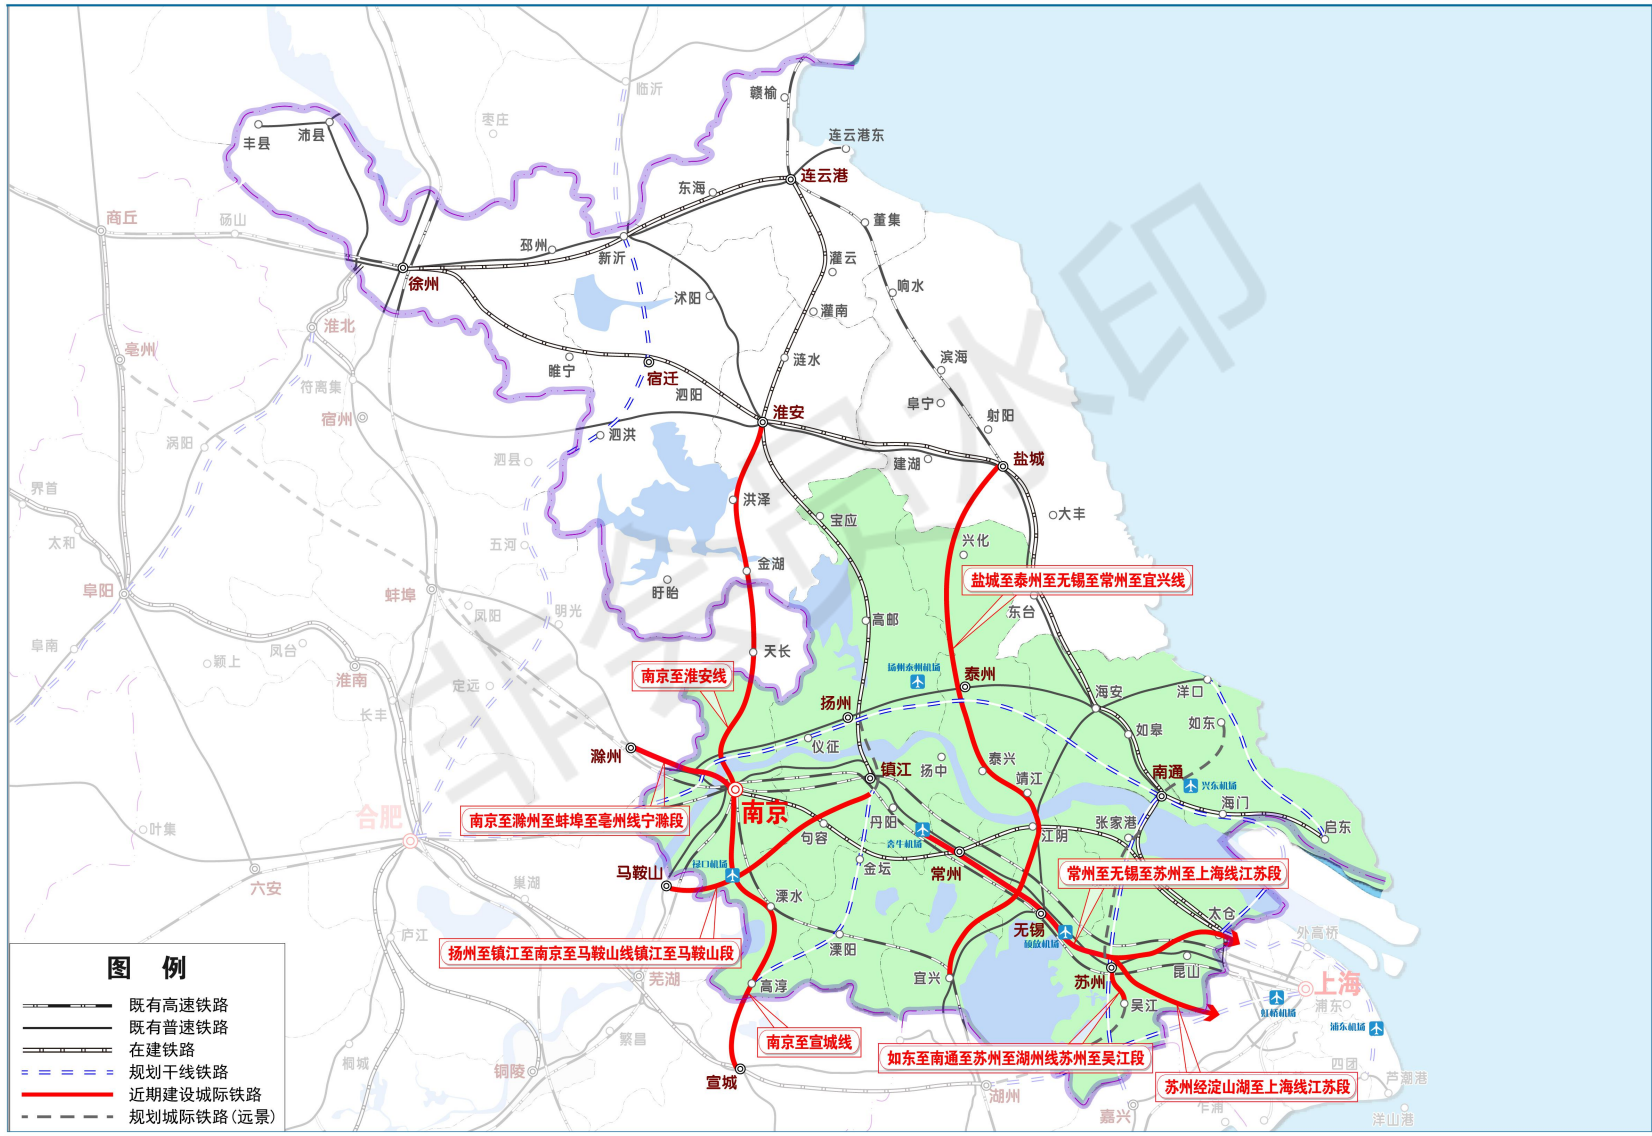 临沂
赣榆
枣庄
连云港东
丰县
沛县
连云港
东海
商丘
砀山
董集
邳州
新沂
灌云
徐州
沭阳
响水
灌南
淮北
亳州
涟水
滨海
睢宁
宿迁
符离集
泗阳
阜宁
宿州
淮安
射阳
涡阳
泗洪
泗县
建湖
盐城
界首
洪泽
宝应
大丰
太和
五河
兴化
金湖
盐城至泰州至无锡至常州至宜兴线
阜阳
蚌埠
盱眙
凤阳
明光
东台
高邮
阜南
凤台
颍上
天长
扬州泰州机场
淮南
南京至淮安线
泰州
定远
海安
洋口
扬州
长丰
如东
如皋
仪征
滁州
泰兴
扬中
镇江
靖江
南通
兴东机场
南京
合肥
海门
南京至滁州至蚌埠至亳州线宁滁段
丹阳
张家港
叶集
句容
江阴
启东
奔牛机场
禄口机场
金坛
常州
马鞍山
常州至无锡至苏州至上海线江苏段
六安
巢湖
溧水
太仓
无锡
外高桥
庐江
硕放机场
溧阳
扬州至镇江至南京至马鞍山线镇江至马鞍山段
图 例
昆山
芜湖
宜兴
苏州
高淳
上海
既有高速铁路
吴江
浦东
虹桥机场
既有普速铁路
浦东机场
繁昌
南京至宣城线
在建铁路
如东至南通至苏州至湖州线苏州至吴江段
桐城
四团
规划干线铁路
铜陵
芦潮港
宣城
苏州经淀山湖至上海线江苏段
近期建设城际铁路
湖州
乍浦
规划城际铁路(远景)
嘉兴
洋山港
非会员水印